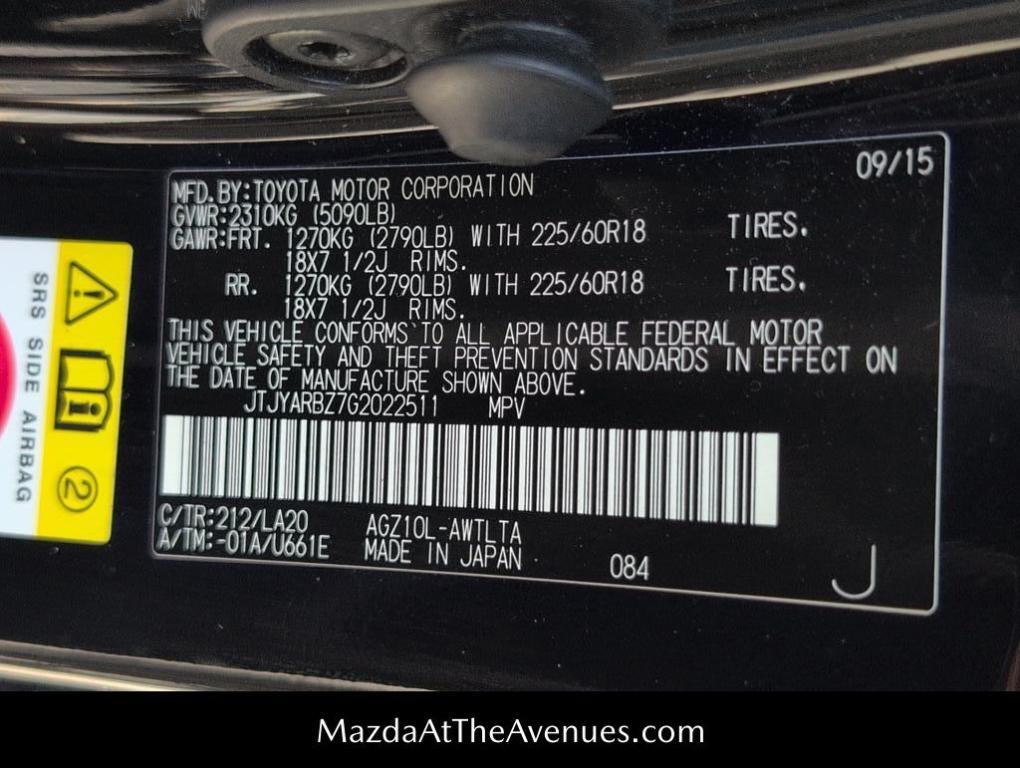 09/15
MFD.BY:TOYOTA MOTOR CORPORATION
GVWR:2310KG (5090LB)
GAWR:FRT. 1270KG (2790LB) WITH 225/60R18 TIRES.
18X7 1/2J RIMS.
RR. 1270KG (2790LB) WITH 225/60R18 TIRES.
18X7 1/2J RIMS.
THIS VEHICLE CONFORMS TO ALL APPLICABLE FEDERAL MOTOR
VEHICLE SAFETY AND THEFT PREVENTION STANDARDS IN EFFECT ON
THE DATE OF MANUFACTURE SHOWN ABOVE.
JTJYARBZ7G2022511 MPV
C/TR:212/LA20 AGZ10L-AWTLTA
A/TM:-01A/U661E MADE IN JAPAN 084 J
SRS SIDE AIRBAG
2
MazdaAtTheAvenues.com